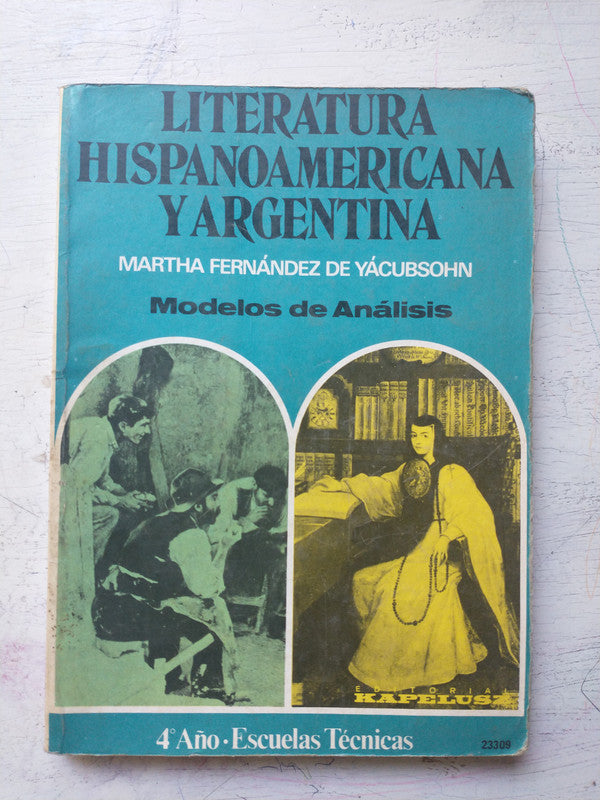 LITERATURA
HISPANOAMERICANA
Y ARGENTINA
MARTHA FERNÁNDEZ DE YÁCUBSOHN
Modelos de Análisis
EDITORIAL
KAPELUSZ
4º Año · Escuelas Técnicas
23309